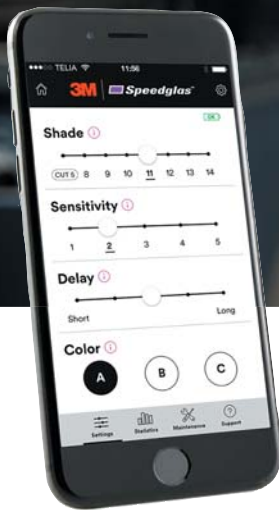 TELIA 11:56
3M Speedglas
OK
Shade i
CUT 5 8 9 10 11 12 13 14
Sensitivity i
1 2 3 4 5
Delay i
Short Long
Color i
A B C
Settings Statistics Maintenance Support